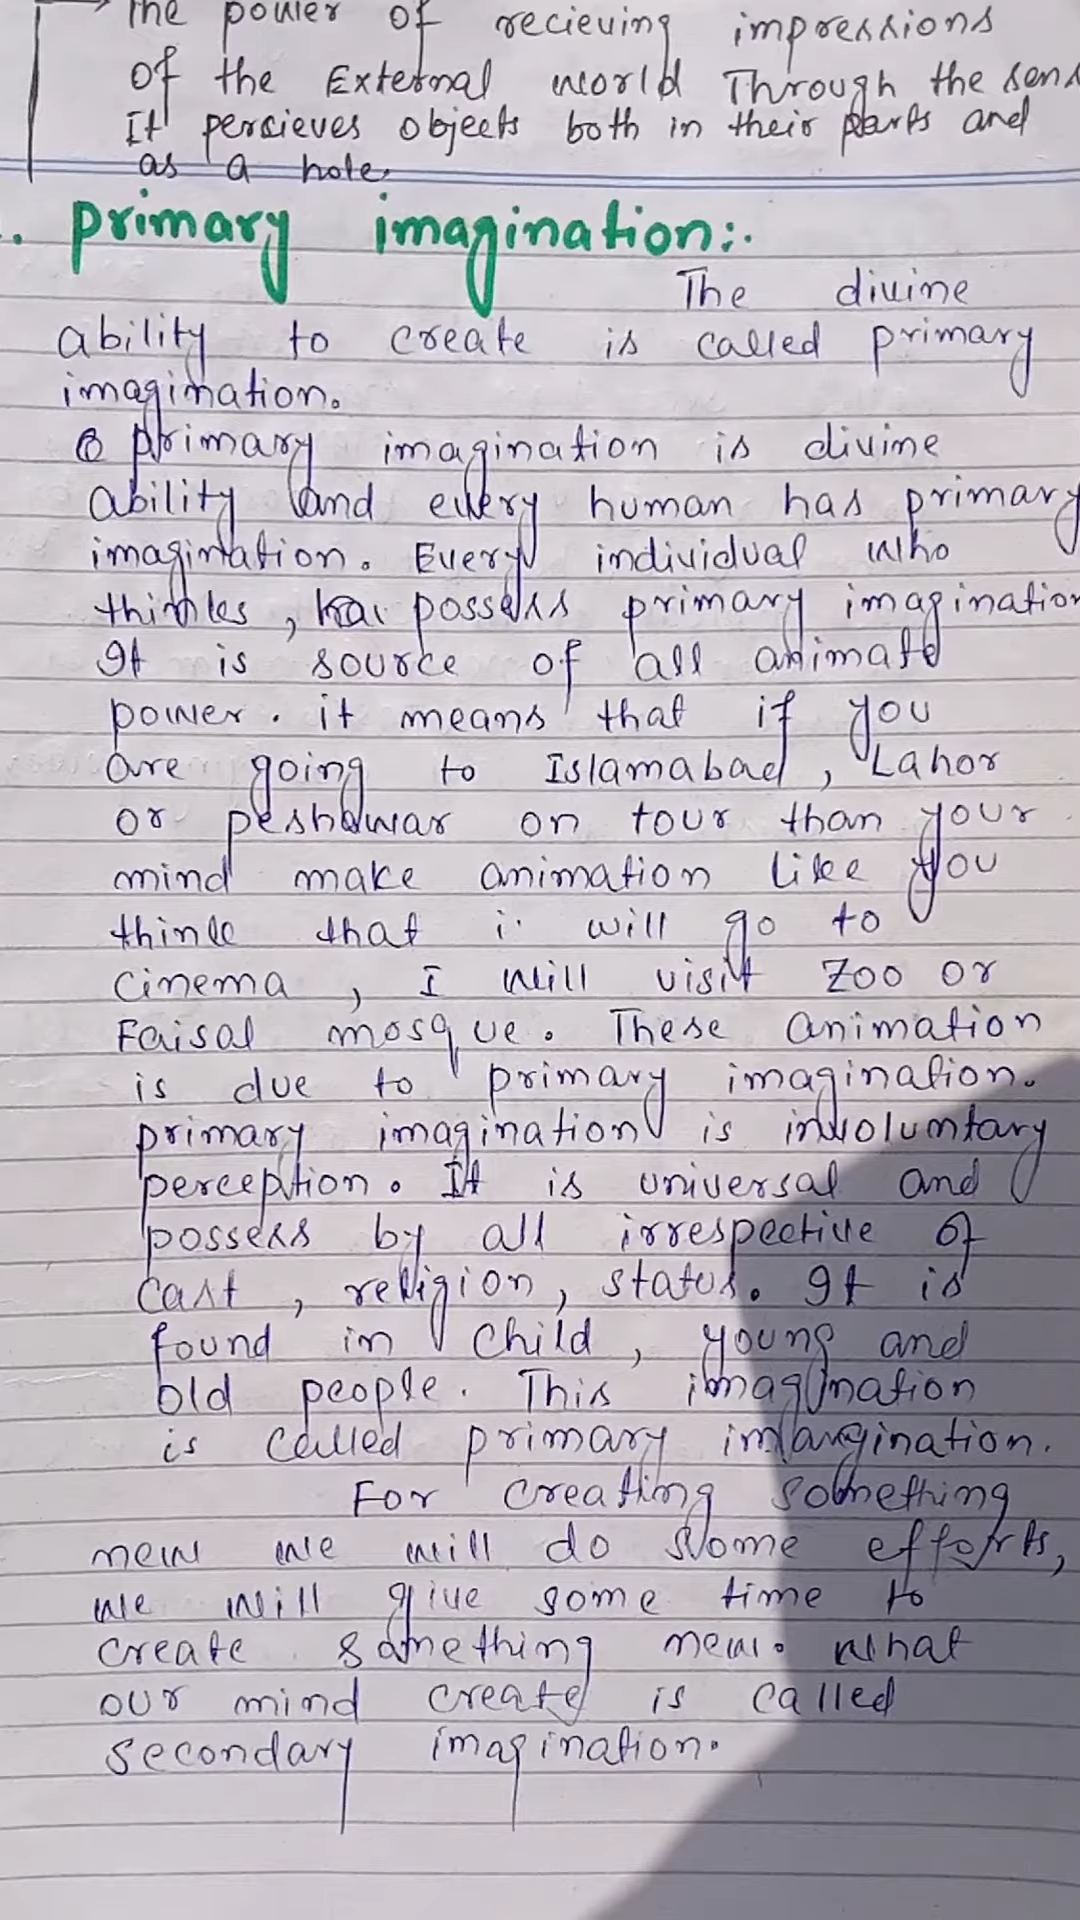 The power of recieving impressions
of the External world Through the sens
It percieves objects both in their parts and
as a hole.
primary imagination:.
The divine
ability to create is called primary
imagination.
primary imagination is divine
ability and every human has primary
imagintation. Every individual who
thinks, possess primary imagination
It is source of all animate
power. it means that if you
are going to Islamabad, Lahor
or peshawar on tour than your
mind make animation like you
think that i will go to
cinema, I will visit zoo or
Faisal mosque. These animation
is due to primary imagination.
primary imagination is involuntary
perception. It is universal and
possess by all irrespective of
cast, religion, status. It is
found in child, young and
old people. This imagination
is called primary imangination.
For creating something
new we will do some efforts,
we will give some time to
create something new. what
our mind create is called
secondary imagination.